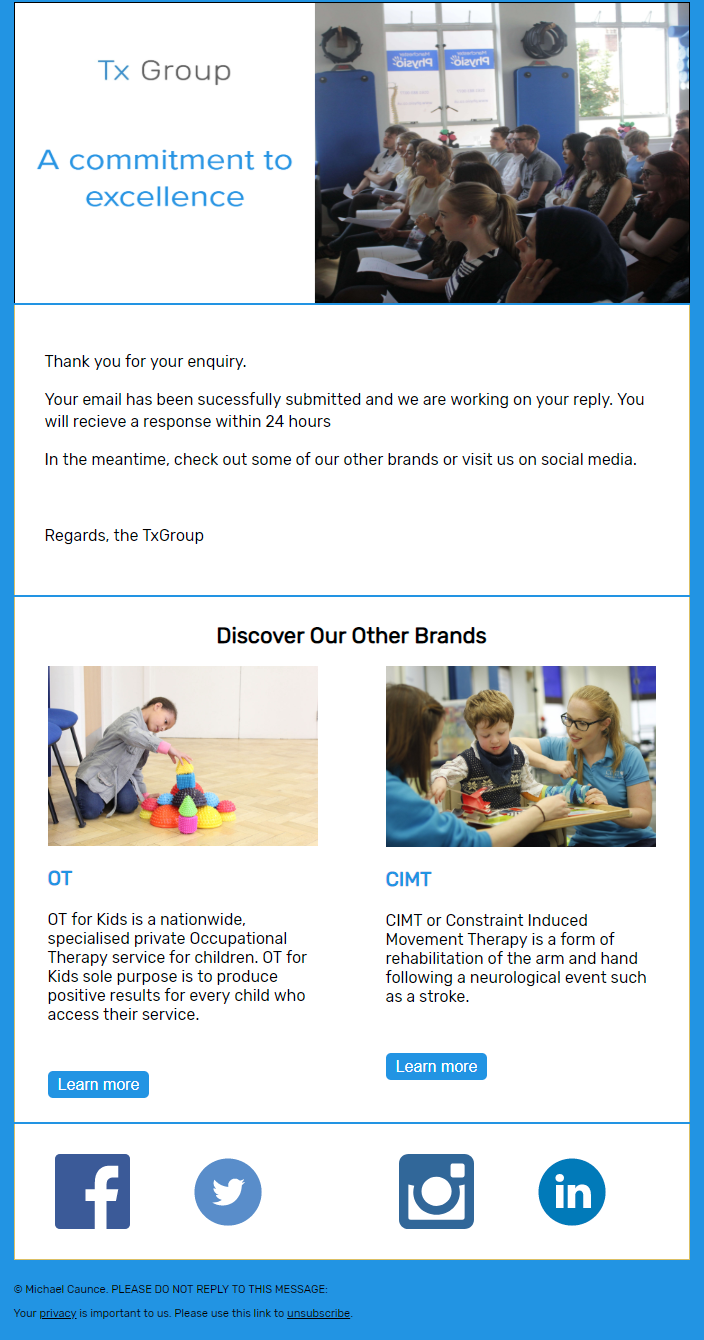 Tx Group
A commitment to
excellence
Physio
Physio
Thank you for your enquiry.
Your email has been sucessfully submitted and we are working on your reply. You
will recieve a response within 24 hours
In the meantime, check out some of our other brands or visit us on social media.
Regards, the TxGroup
Discover Our Other Brands
OT
OT for Kids is a nationwide,
specialised private Occupational
Therapy service for children. OT for
Kids sole purpose is to produce
positive results for every child who
access their service.
Learn more
CIMT
CIMT or Constraint Induced
Movement Therapy is a form of
rehabilitation of the arm and hand
following a neurological event such
as a stroke.
Learn more
f
in
© Michael Caunce. PLEASE DO NOT REPLY TO THIS MESSAGE:
Your privacy is important to us. Please use this link to unsubscribe.